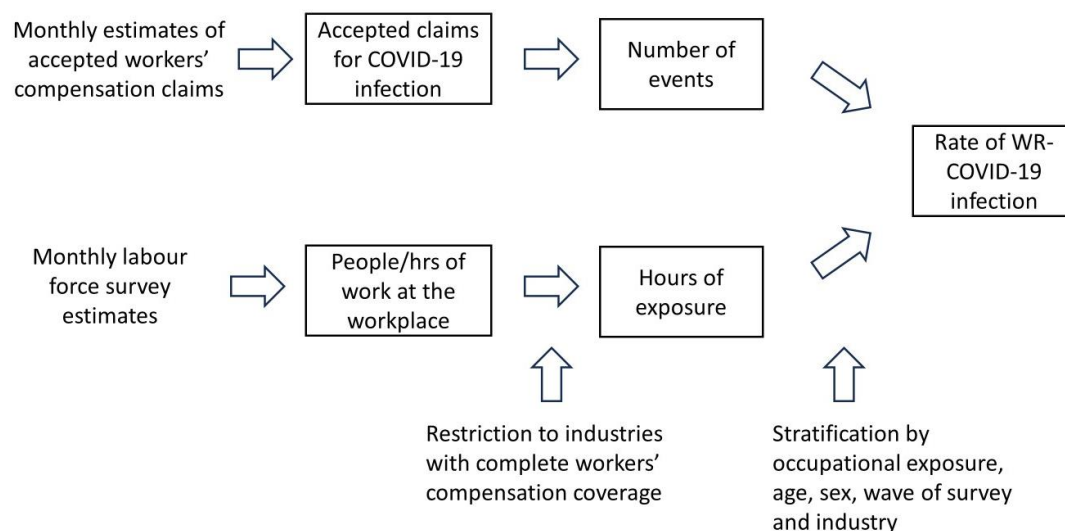 Monthly estimates of
accepted workers’
compensation claims
Accepted claims
for COVID-19
infection
Number of
events
Rate of WR-
COVID-19
infection
Monthly labour
force survey
estimates
People/hrs of
work at the
workplace
Hours of
exposure
Restriction to industries
with complete workers’
compensation coverage
Stratification by
occupational exposure,
age, sex, wave of survey
and industry